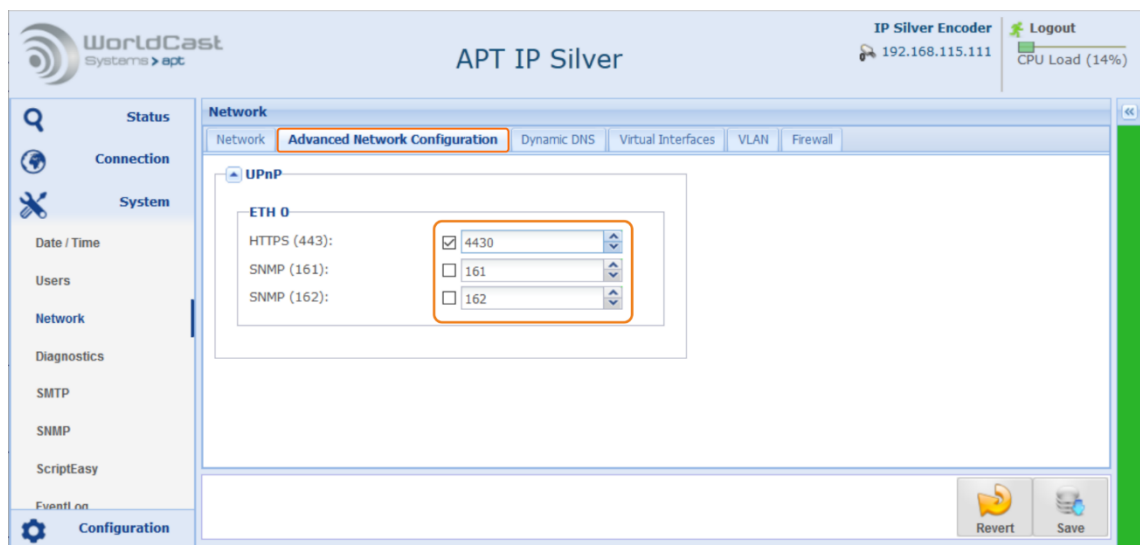 WorldCast
Systems > apt
APT IP Silver
IP Silver Encoder
192.168.115.111
Logout
CPU Load (14%)
Status
Connection
System
Date / Time
Users
Network
Diagnostics
SMTP
SNMP
ScriptEasy
EventLog
Configuration
Network
Network Advanced Network Configuration Dynamic DNS Virtual Interfaces VLAN Firewall
UPnP
ETH 0
HTTPS (443): 4430
SNMP (161): 161
SNMP (162): 162
Revert Save